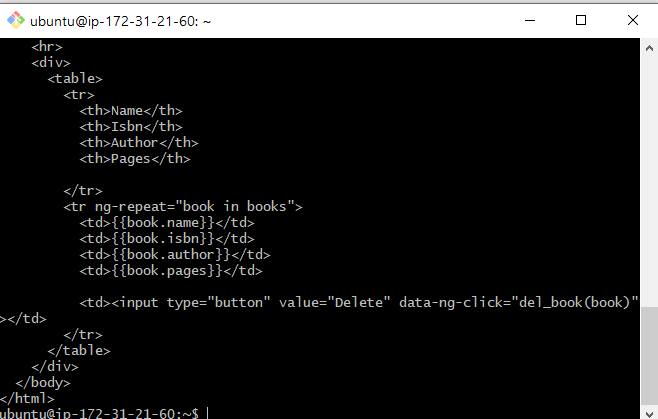 ubuntu@ip-172-31-21-60: ~
<hr>
<div>
<table>
<tr>
<th>Name</th>
<th>Isbn</th>
<th>Author</th>
<th>Pages</th>
</tr>
<tr ng-repeat="book in books">
<td>{{book.name}}</td>
<td>{{book.isbn}}</td>
<td>{{book.author}}</td>
<td>{{book.pages}}</td>
<td><input type="button" value="Delete" data-ng-click="del_book(book)"
></td>
</tr>
</table>
</div>
</body>
</html>
ubuntu@ip-172-31-21-60:~$